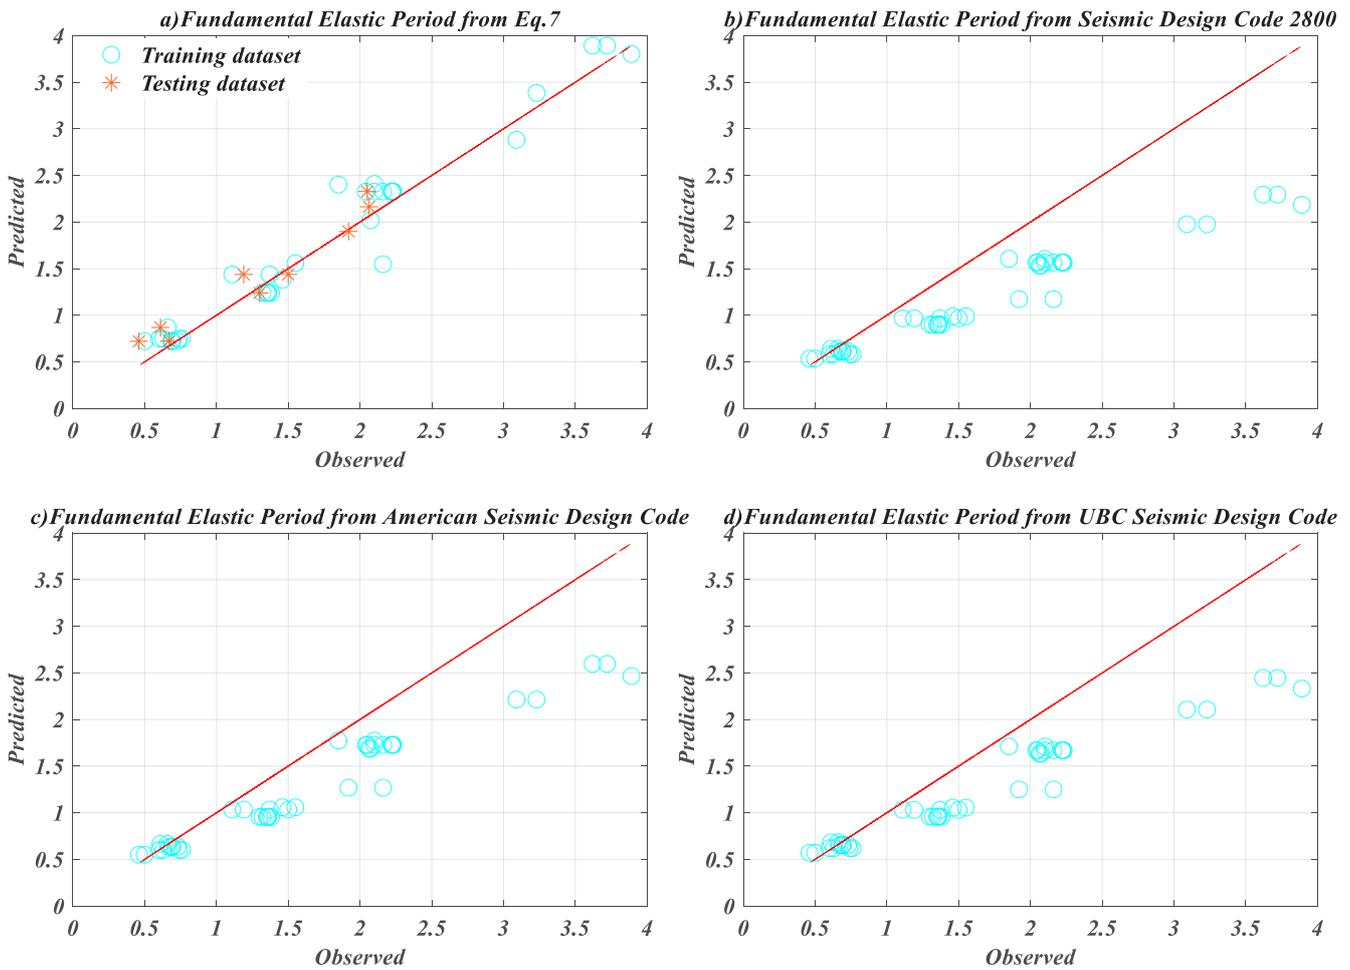 a)Fundamental Elastic Period from Eq.7
Training dataset
Testing dataset
4
3.5
3
2.5
2
1.5
1
0.5
0
Predicted
0 0.5 1 1.5 2 2.5 3 3.5 4
Observed
b)Fundamental Elastic Period from Seismic Design Code 2800
4
3.5
3
2.5
2
1.5
1
0.5
0
Predicted
0 0.5 1 1.5 2 2.5 3 3.5 4
Observed
c)Fundamental Elastic Period from American Seismic Design Code
4
3.5
3
2.5
2
1.5
1
0.5
0
Predicted
0 0.5 1 1.5 2 2.5 3 3.5 4
Observed
d)Fundamental Elastic Period from UBC Seismic Design Code
4
3.5
3
2.5
2
1.5
1
0.5
0
Predicted
0 0.5 1 1.5 2 2.5 3 3.5 4
Observed